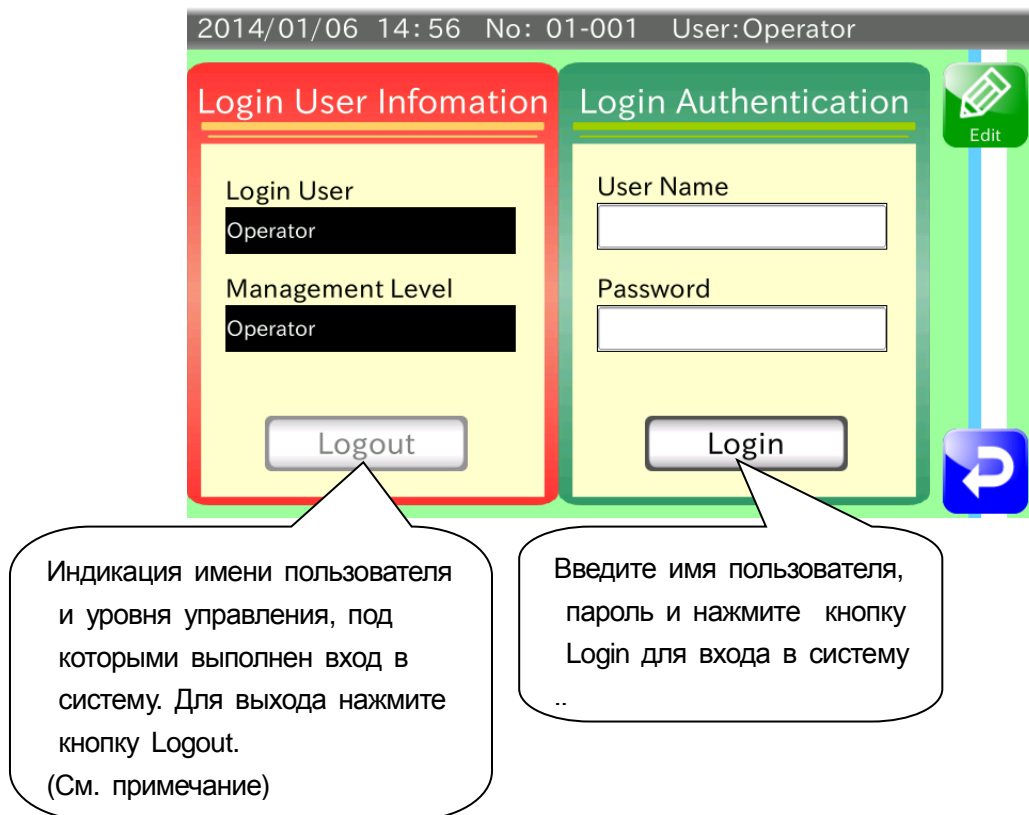 2014/01/06 14:56 No: 01-001 User:Operator
Login User Infomation
Login User
Operator
Management Level
Operator
Logout
Login Authentication
User Name
Password
Login
Edit
Индикация имени пользователя
и уровня управления, под
которыми выполнен вход в
систему. Для выхода нажмите
кнопку Logout.
(См. примечание)
Введите имя пользователя,
пароль и нажмите кнопку
Login для входа в систему
..